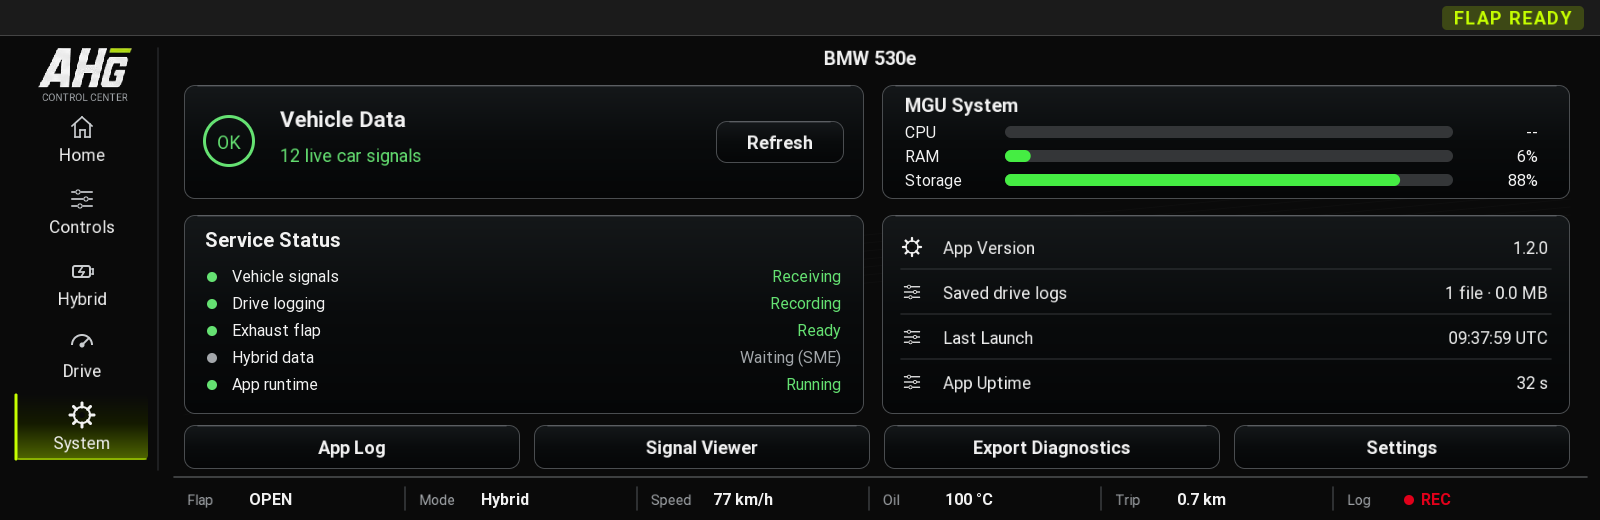 FLAP READY
AHG
CONTROL CENTER
BMW 530e
Home
Controls
Hybrid
Drive
System
OK
Vehicle Data
12 live car signals
Refresh
MGU System
CPU --
RAM 6%
Storage 88%
Service Status
Vehicle signals Receiving
Drive logging Recording
Exhaust flap Ready
Hybrid data Waiting (SME)
App runtime Running
App Version 1.2.0
Saved drive logs 1 file · 0.0 MB
Last Launch 09:37:59 UTC
App Uptime 32 s
App Log
Signal Viewer
Export Diagnostics
Settings
Flap OPEN
Mode Hybrid
Speed 77 km/h
Oil 100 °C
Trip 0.7 km
Log REC